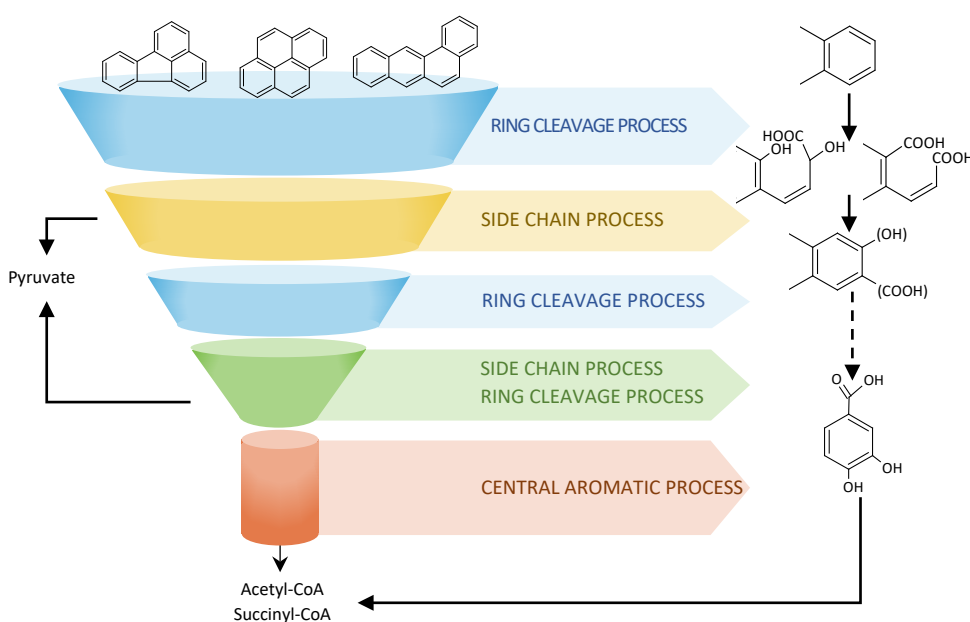 RING CLEAVAGE PROCESS
HOOC
OH
OH
COOH
COOH
SIDE CHAIN PROCESS
(OH)
Pyruvate
(COOH)
RING CLEAVAGE PROCESS
SIDE CHAIN PROCESS
RING CLEAVAGE PROCESS
O
OH
OH
OH
CENTRAL AROMATIC PROCESS
Acetyl-CoA
Succinyl-CoA